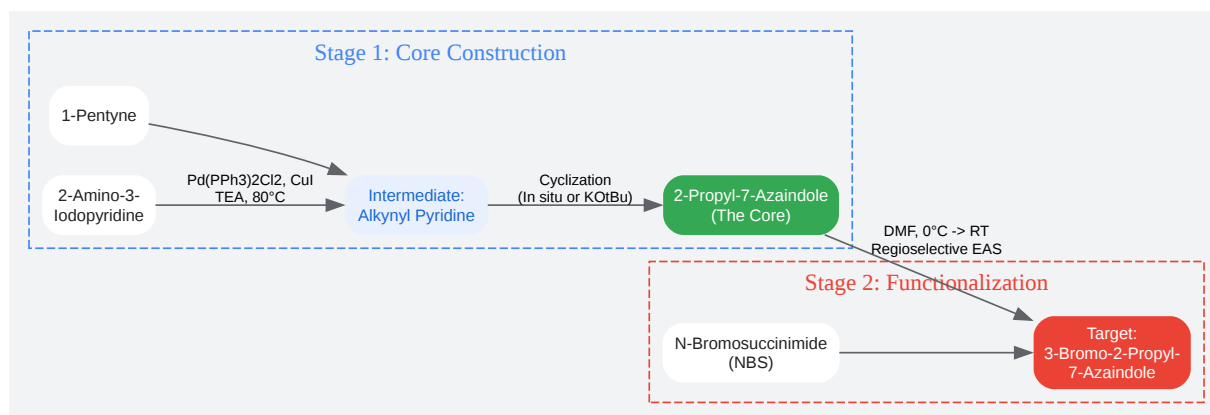 Stage 1: Core Construction
1-Pentyne
2-Amino-3-
Iodopyridine
Pd(PPh3)2Cl2, CuI
TEA, 80°C
Intermediate:
Alkynyl Pyridine
Cyclization
(In situ or KOtBu)
2-Propyl-7-Azaindole
(The Core)
DMF, 0°C -> RT
Regioselective EAS
Stage 2: Functionalization
N-Bromosuccinimide
(NBS)
Target:
3-Bromo-2-Propyl-
7-Azaindole